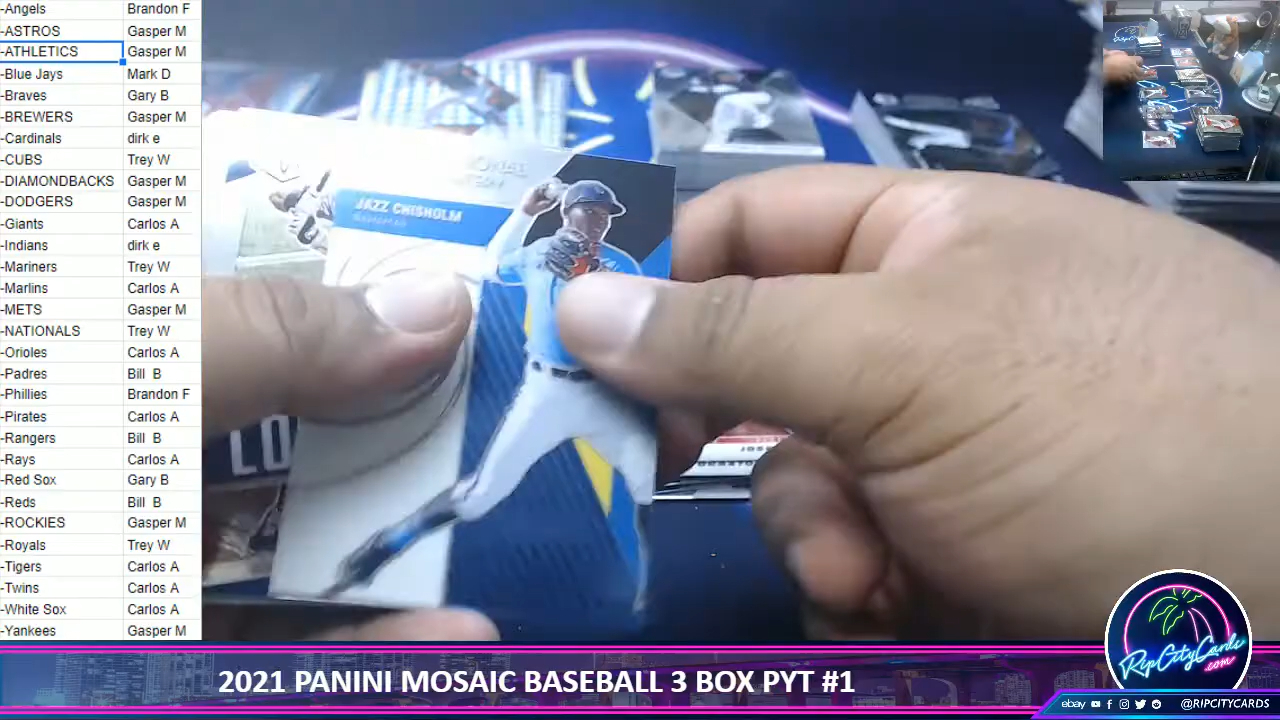 -Angels Brandon F
-ASTROS Gasper M
-ATHLETICS Gasper M
-Blue Jays Mark D
-Braves Gary B
-BREWERS Gasper M
-Cardinals dirk e
-CUBS Trey W
-DIAMONDBACKS Gasper M
-DODGERS Gasper M
-Giants Carlos A
-Indians dirk e
-Mariners Trey W
-Marlins Carlos A
-METS Gasper M
-NATIONALS Trey W
-Orioles Carlos A
-Padres Bill B
-Phillies Brandon F
-Pirates Carlos A
-Rangers Bill B
-Rays Carlos A
-Red Sox Gary B
-Reds Bill B
-ROCKIES Gasper M
-Royals Trey W
-Tigers Carlos A
-Twins Carlos A
-White Sox Carlos A
-Yankees Gasper M
JAZZ CHISHOLM
LO
2021 PANINI MOSAIC BASEBALL 3 BOX PYT #1
RipCityCards
.com
ebay @RIPCITYCARDS